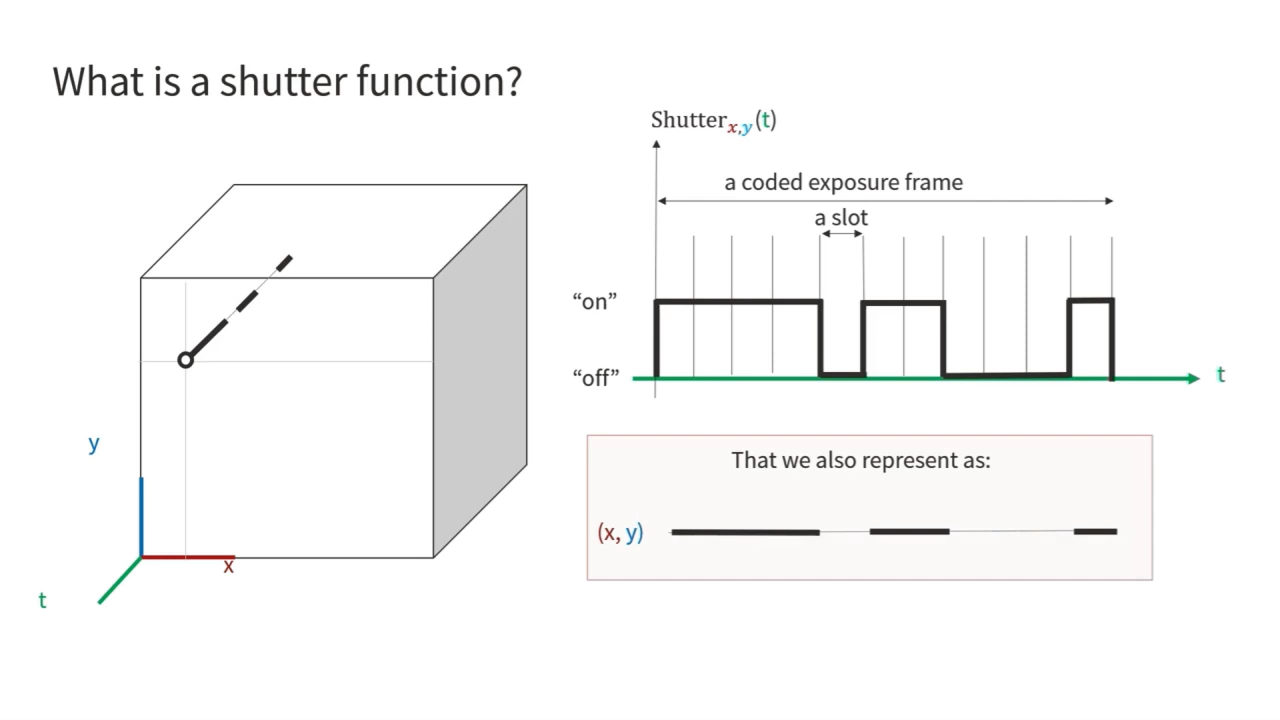 What is a shutter function?
Shutterx,y(t)
a coded exposure frame
a slot
“on”
“off”
t
y
x
t
That we also represent as:
(x, y)